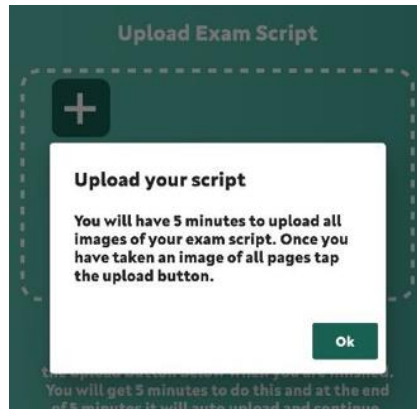 Upload Exam Script
+
Upload your script
You will have 5 minutes to upload all
images of your exam script. Once you
have taken an image of all pages tap
the upload button.
Ok
the upload button below when you are finished.
You will get 5 minutes to do this and at the end
of 5 minutes it will auto upload and continue